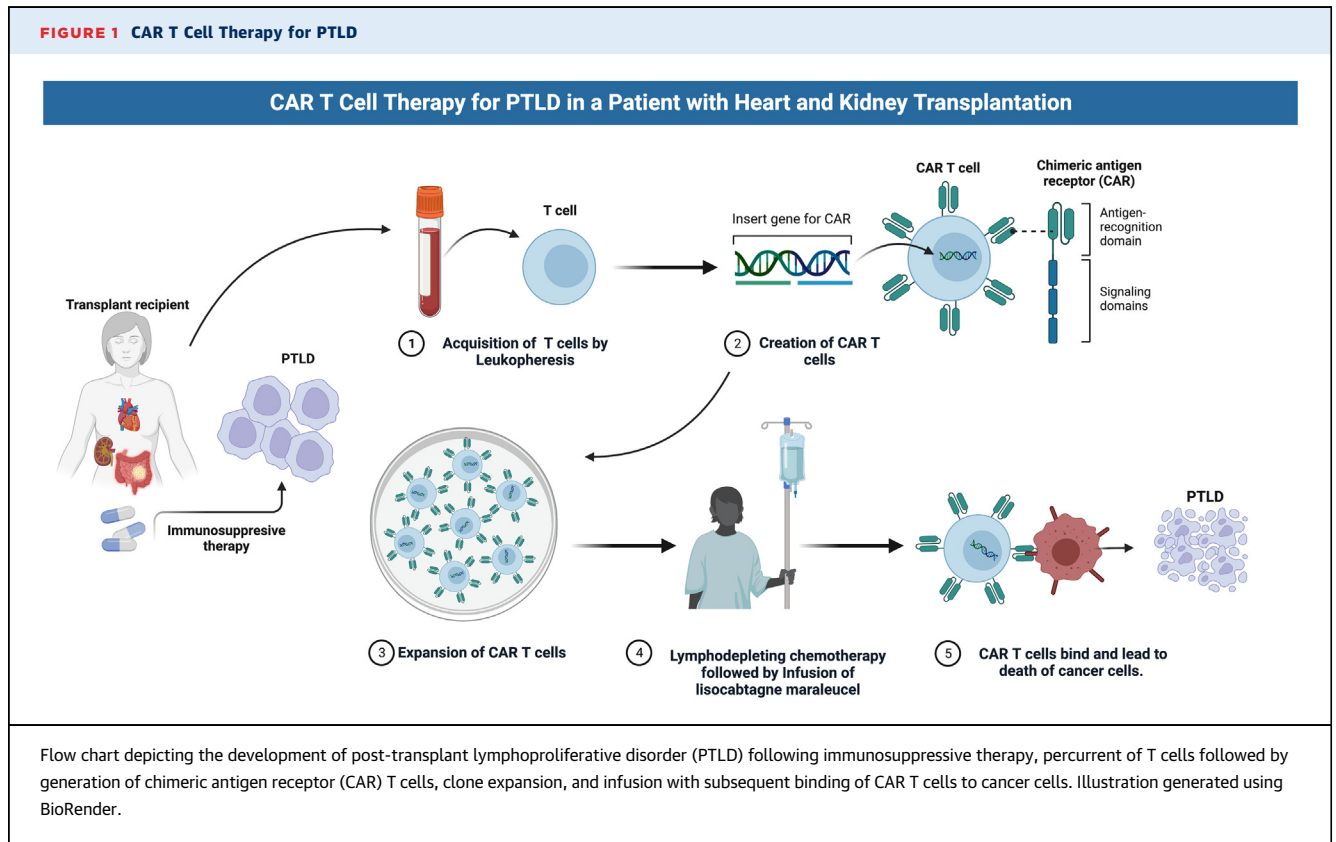 FIGURE 1 CAR T Cell Therapy for PTLD
CAR T Cell Therapy for PTLD in a Patient with Heart and Kidney Transplantation
Transplant recipient
PTLD
Immunosuppresive
therapy
T cell
1 Acquisition of T cells by
Leukopheresis
Insert gene for CAR
CAR T cell
Chimeric antigen
receptor (CAR)
Antigen-
recognition
domain
Signaling
domains
2 Creation of CAR T
cells
3 Expansion of CAR T cells
4 Lymphodepleting chemotherapy
followed by Infusion of
lisocabtagne maraleucel
PTLD
5 CAR T cells bind and lead to
death of cancer cells.
Flow chart depicting the development of post-transplant lymphoproliferative disorder (PTLD) following immunosuppressive therapy, percurrent of T cells followed by
generation of chimeric antigen receptor (CAR) T cells, clone expansion, and infusion with subsequent binding of CAR T cells to cancer cells. Illustration generated using
BioRender.